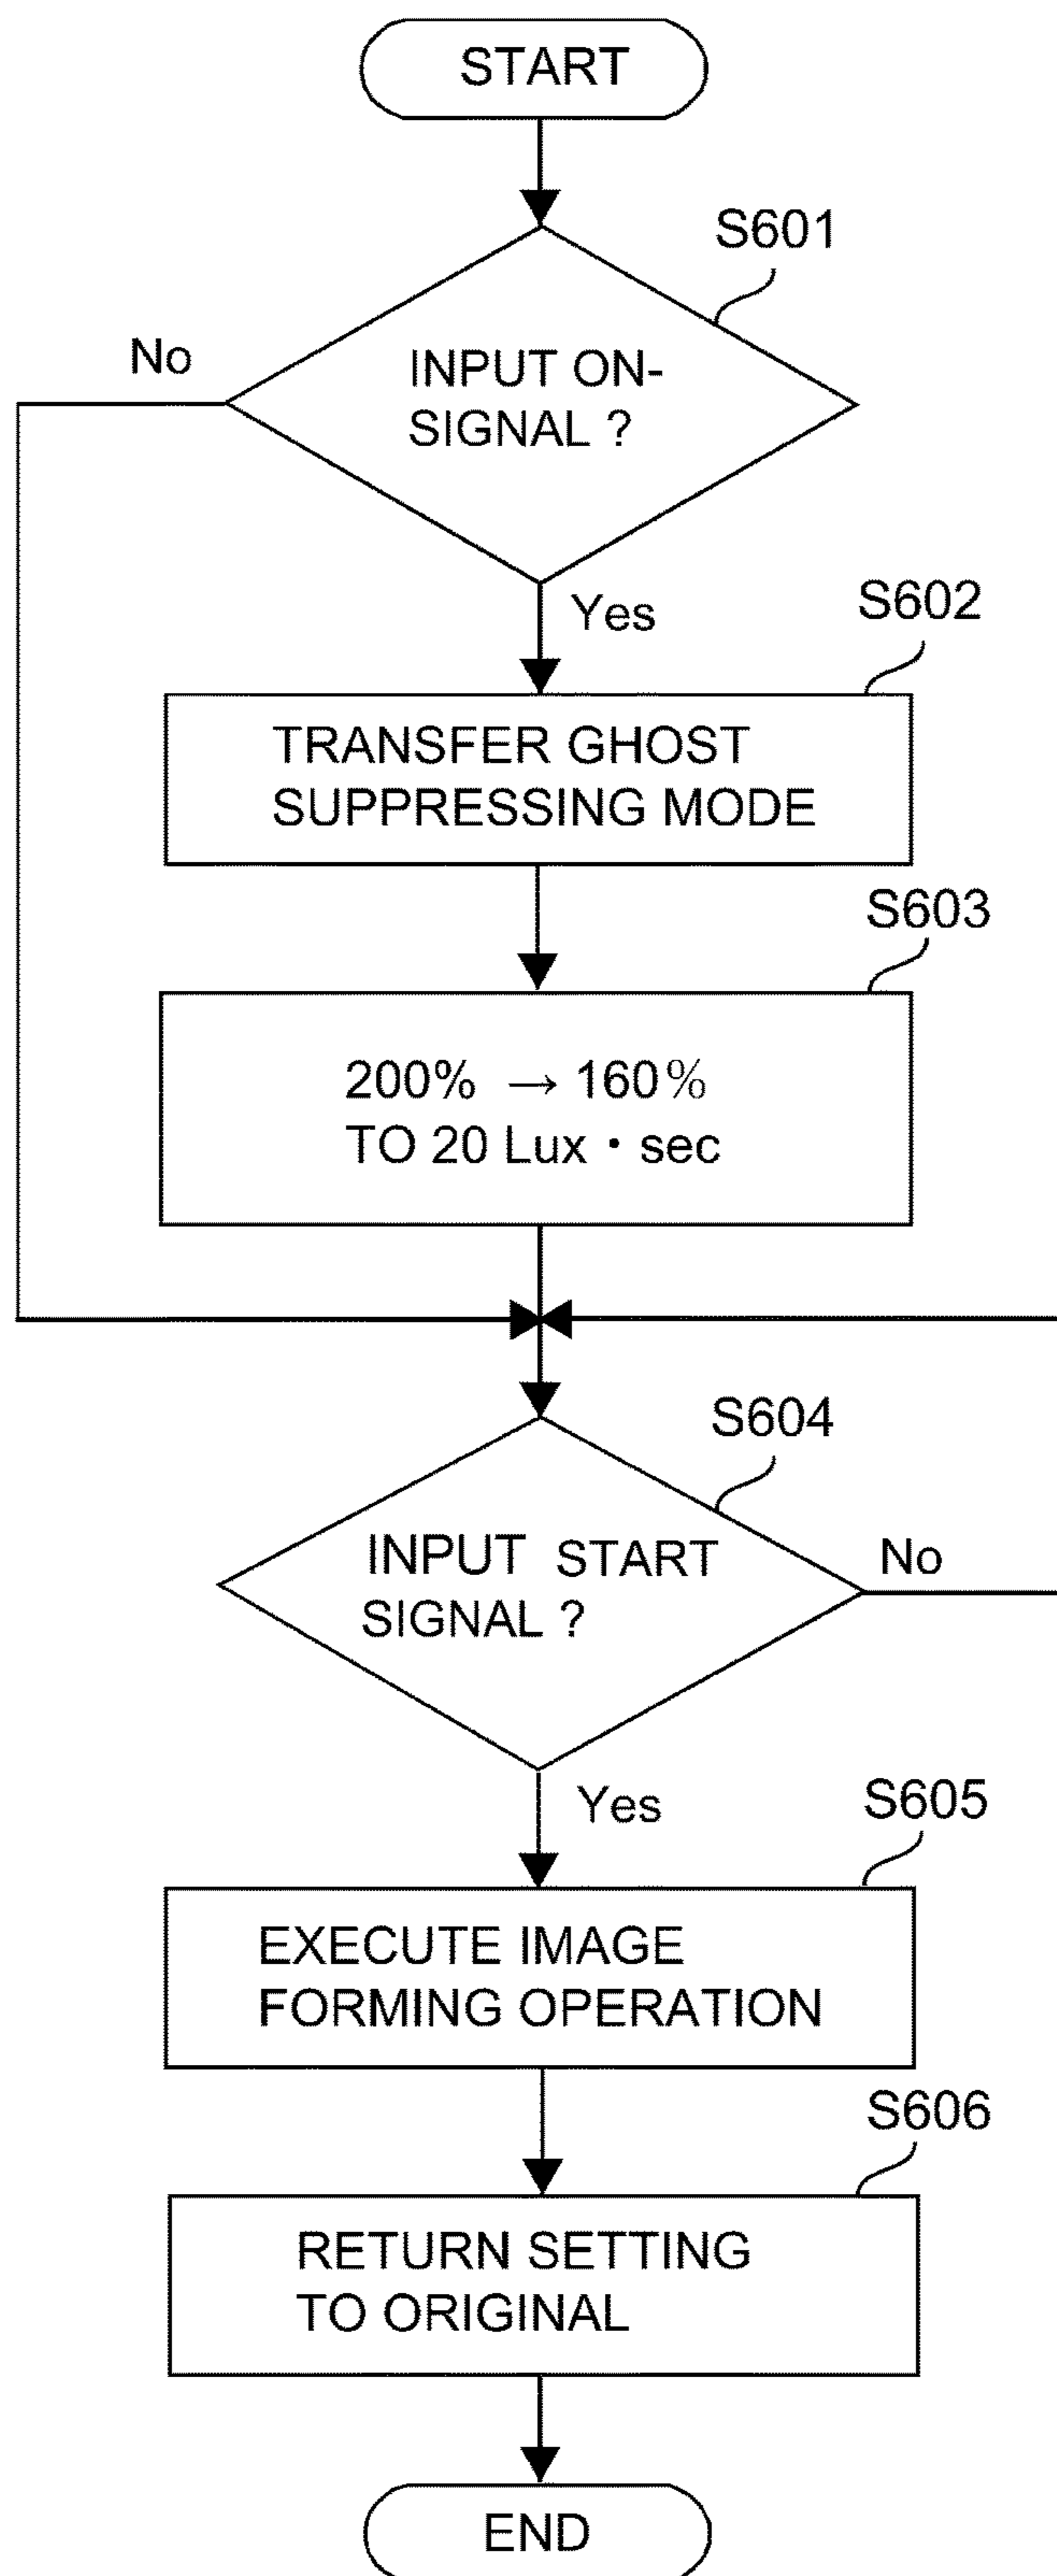 START
S601
No
INPUT ON-
SIGNAL ?
Yes
S602
TRANSFER GHOST
SUPPRESSING MODE
S603
200% → 160%
TO 20 Lux・sec
S604
INPUT START
SIGNAL ?
No
Yes
S605
EXECUTE IMAGE
FORMING OPERATION
S606
RETURN SETTING
TO ORIGINAL
END